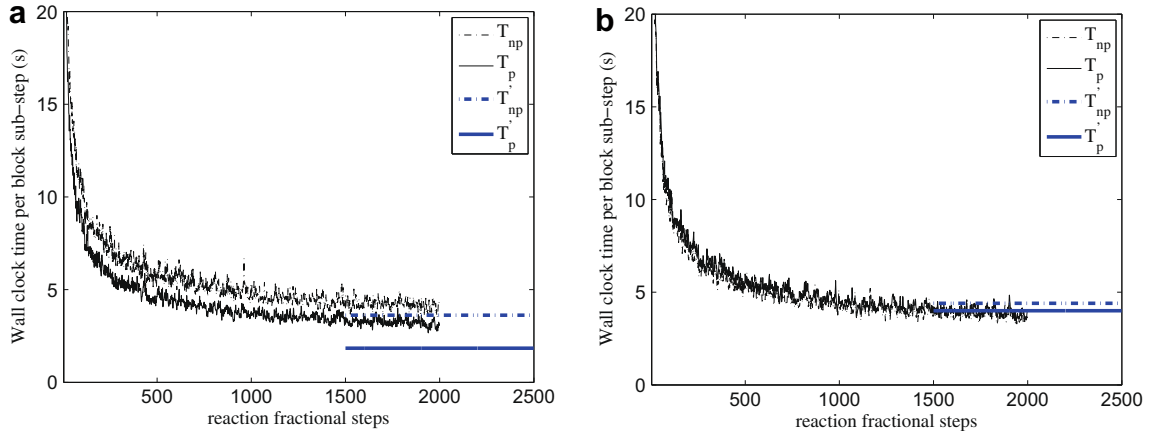 a
Wall clock time per block sub−step (s)
20
15
10
5
0
500
1000
1500
2000
2500
reaction fractional steps
T_np
T_p
T'_np
T'_p
b
Wall clock time per block sub−step (s)
20
15
10
5
0
500
1000
1500
2000
2500
reaction fractional steps
T_np
T_p
T'_np
T'_p